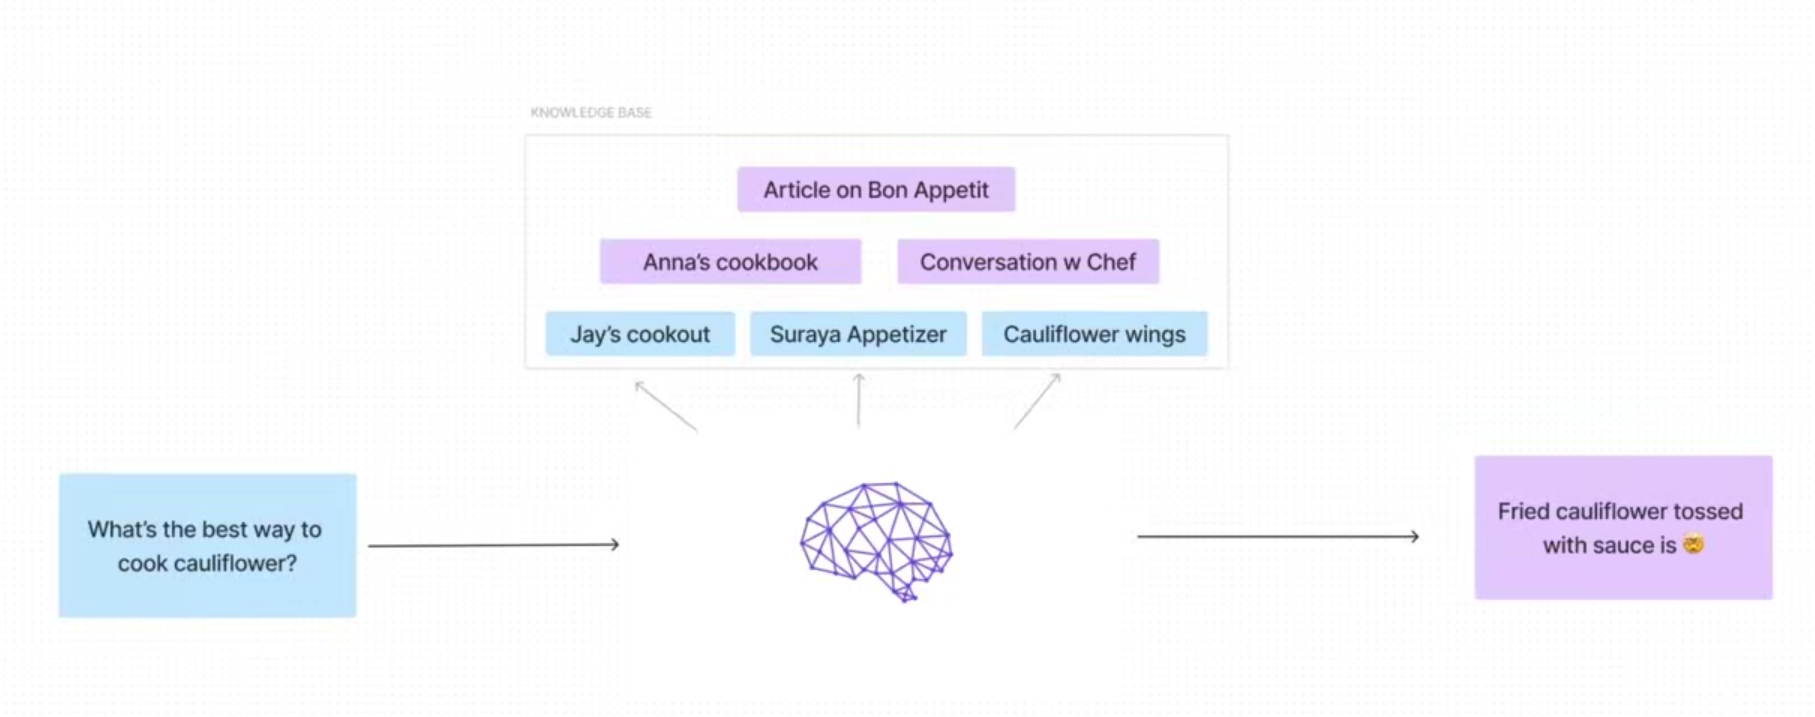 KNOWLEDGE BASE
Article on Bon Appetit
Anna's cookbook
Conversation w Chef
Jay's cookout
Suraya Appetizer
Cauliflower wings
What's the best way to
cook cauliflower?
Fried cauliflower tossed
with sauce is 🤯